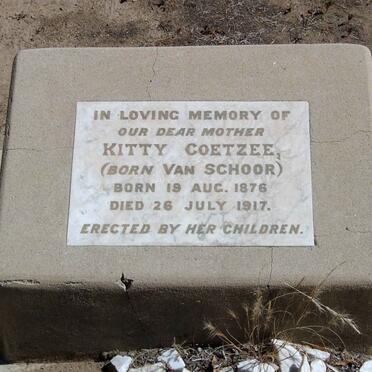 IN LOVING MEMORY OF
OUR DEAR MOTHER
KITTY COETZEE,
(BORN VAN SCHOOR)
BORN 19 AUG. 1876
DIED 26 JULY 1917.
ERECTED BY HER CHILDREN.